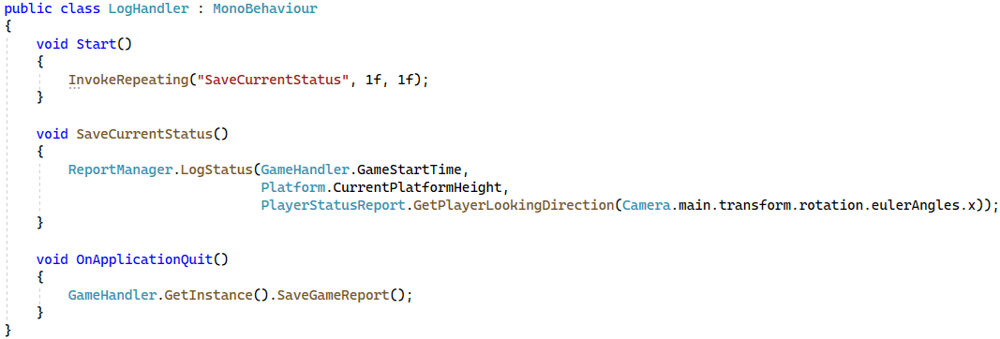 public class LogHandler : MonoBehaviour
{
    void Start()
    {
        InvokeRepeating("SaveCurrentStatus", 1f, 1f);
    }

    void SaveCurrentStatus()
    {
        ReportManager.LogStatus(GameHandler.GameStartTime,
                                Platform.CurrentPlatformHeight,
                                PlayerStatusReport.GetPlayerLookingDirection(Camera.main.transform.rotation.eulerAngles.x));
    }

    void OnApplicationQuit()
    {
        GameHandler.GetInstance().SaveGameReport();
    }
}